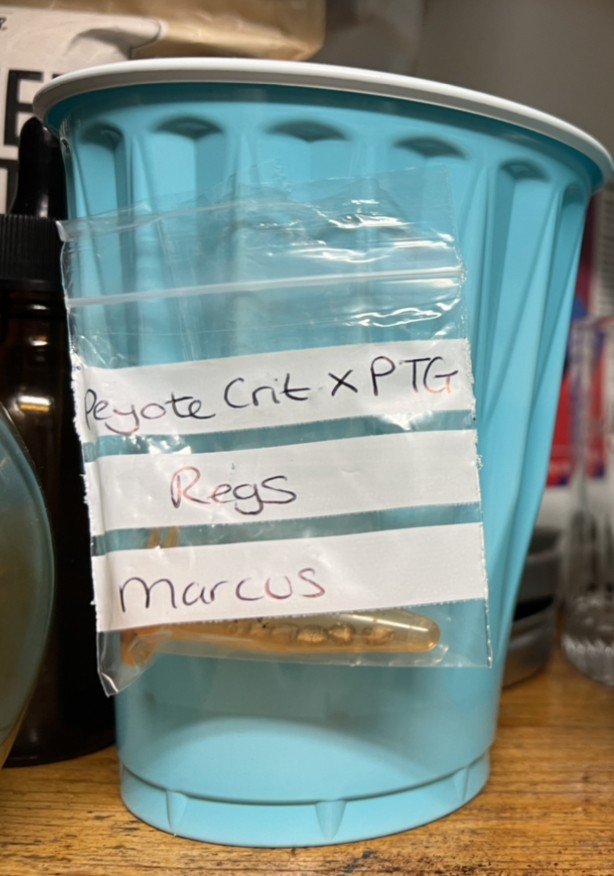 Peyote Crit x PTG
Regs
Marcus